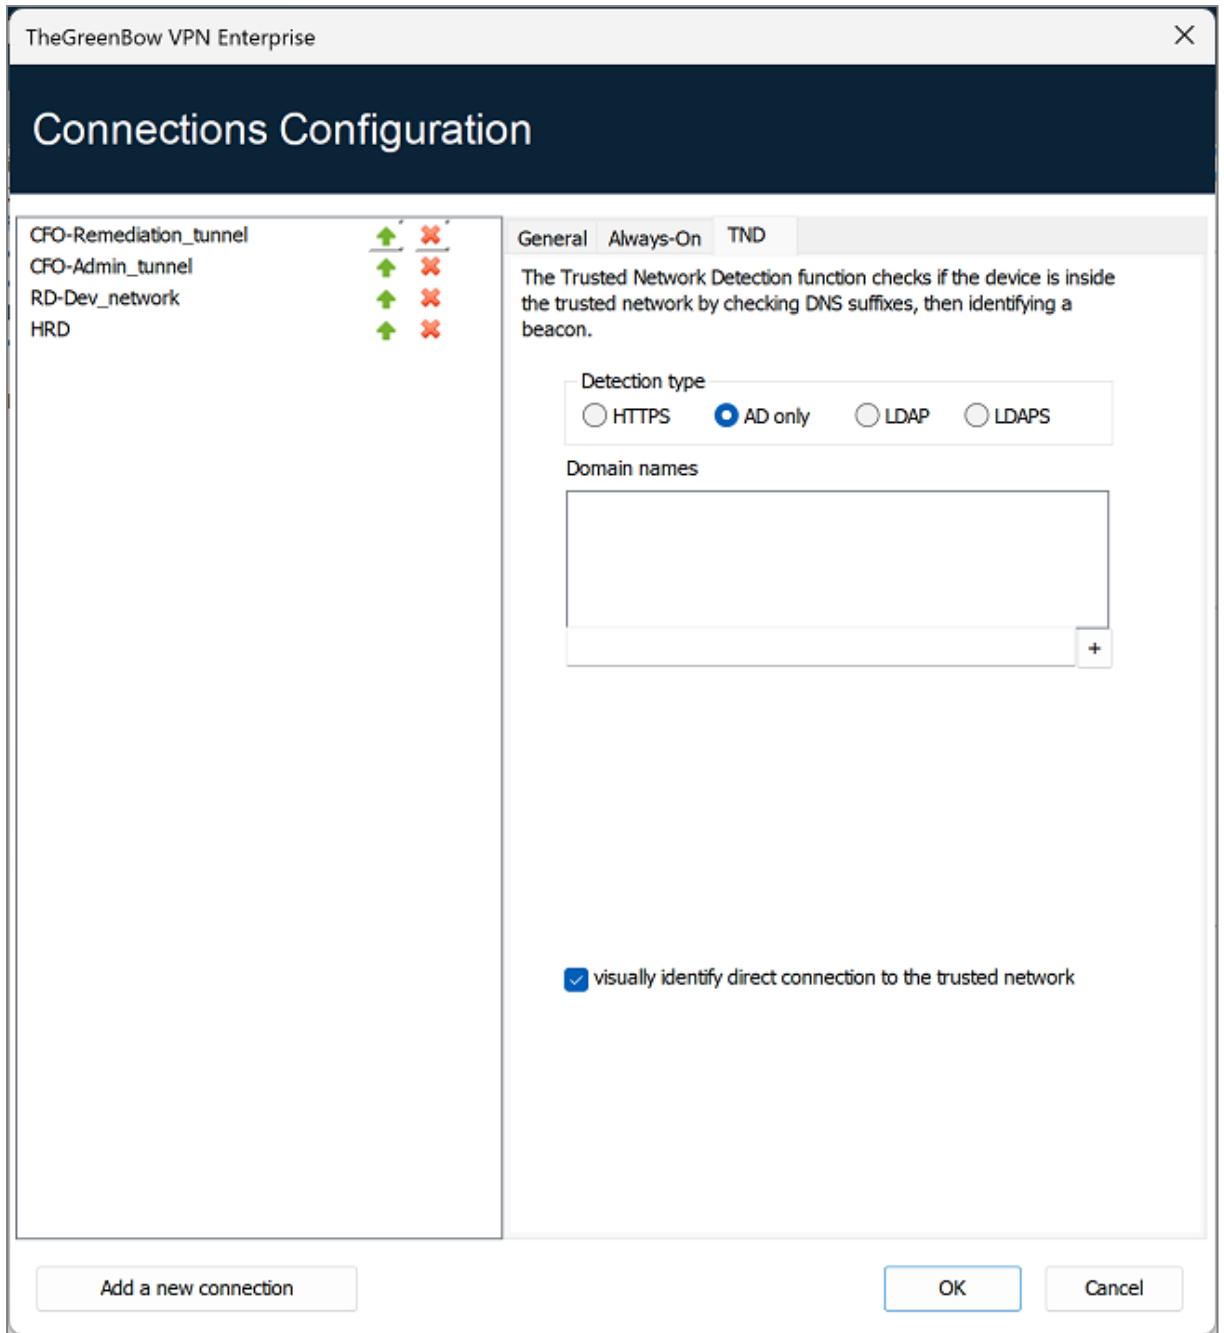 TheGreenBow VPN Enterprise
Connections Configuration
CFO-Remediation_tunnel
CFO-Admin_tunnel
RD-Dev_network
HRD
General Always-On TND
The Trusted Network Detection function checks if the device is inside
the trusted network by checking DNS suffixes, then identifying a
beacon.
Detection type
HTTPS AD only LDAP LDAPS
Domain names
+
visually identify direct connection to the trusted network
Add a new connection OK Cancel